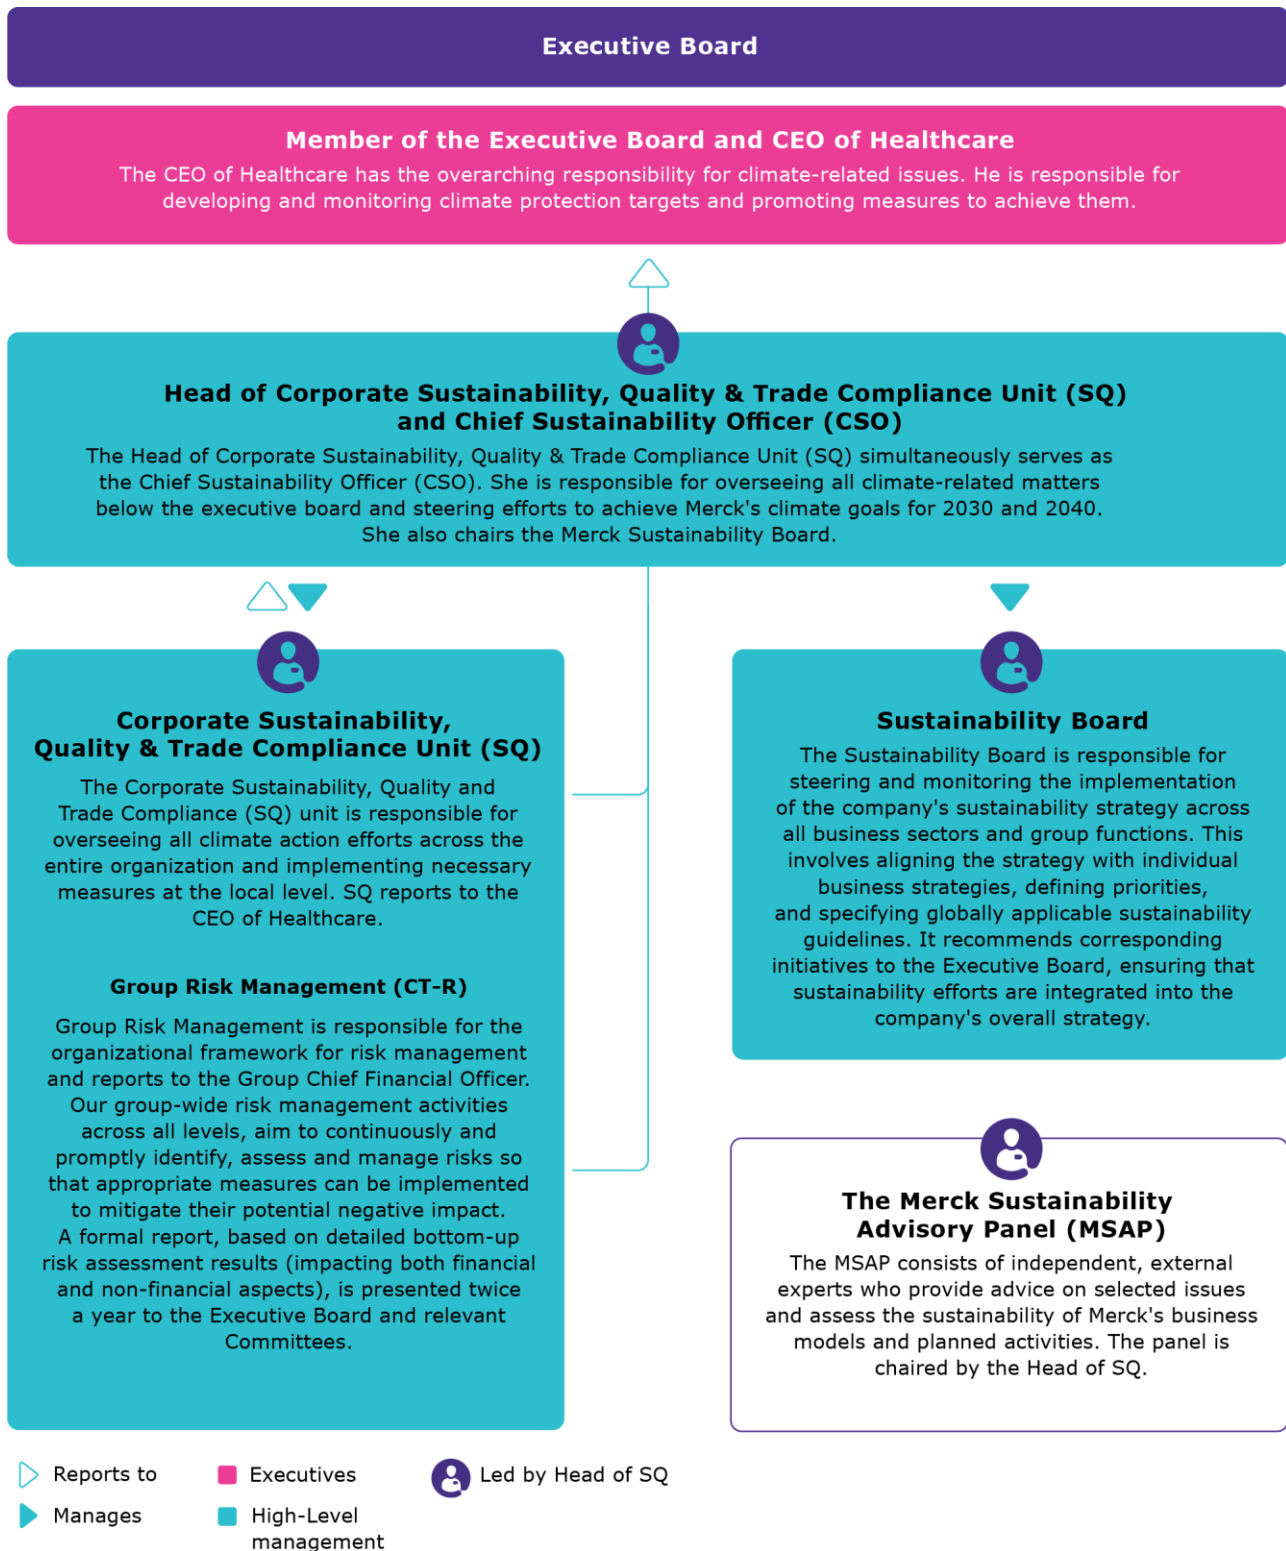 Executive Board
Member of the Executive Board and CEO of Healthcare
The CEO of Healthcare has the overarching responsibility for climate-related issues. He is responsible for
developing and monitoring climate protection targets and promoting measures to achieve them.
Head of Corporate Sustainability, Quality & Trade Compliance Unit (SQ)
and Chief Sustainability Officer (CSO)
The Head of Corporate Sustainability, Quality & Trade Compliance Unit (SQ) simultaneously serves as
the Chief Sustainability Officer (CSO). She is responsible for overseeing all climate-related matters
below the executive board and steering efforts to achieve Merck's climate goals for 2030 and 2040.
She also chairs the Merck Sustainability Board.
Corporate Sustainability,
Quality & Trade Compliance Unit (SQ)
The Corporate Sustainability, Quality and
Trade Compliance (SQ) unit is responsible for
overseeing all climate action efforts across the
entire organization and implementing necessary
measures at the local level. SQ reports to the
CEO of Healthcare.
Group Risk Management (CT-R)
Group Risk Management is responsible for the
organizational framework for risk management
and reports to the Group Chief Financial Officer.
Our group-wide risk management activities
across all levels, aim to continuously and
promptly identify, assess and manage risks so
that appropriate measures can be implemented
to mitigate their potential negative impact.
A formal report, based on detailed bottom-up
risk assessment results (impacting both financial
and non-financial aspects), is presented twice
a year to the Executive Board and relevant
Committees.
Sustainability Board
The Sustainability Board is responsible for
steering and monitoring the implementation
of the company's sustainability strategy across
all business sectors and group functions. This
involves aligning the strategy with individual
business strategies, defining priorities,
and specifying globally applicable sustainability
guidelines. It recommends corresponding
initiatives to the Executive Board, ensuring that
sustainability efforts are integrated into the
company's overall strategy.
The Merck Sustainability
Advisory Panel (MSAP)
The MSAP consists of independent, external
experts who provide advice on selected issues
and assess the sustainability of Merck's business
models and planned activities. The panel is
chaired by the Head of SQ.
Reports to
Manages
Executives
High-Level
management
Led by Head of SQ